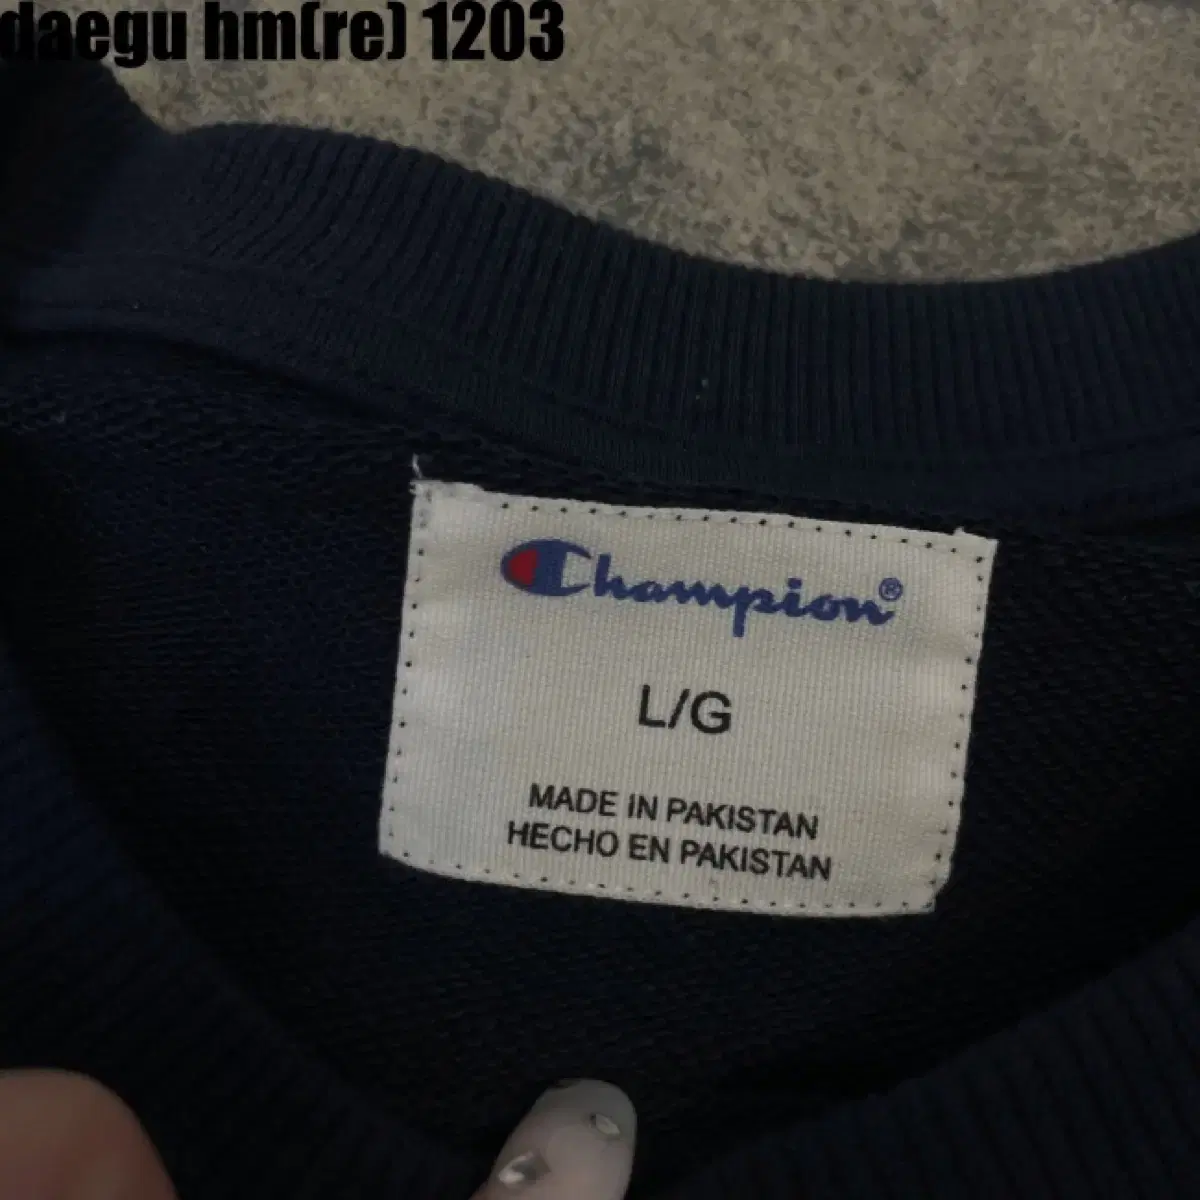 daegu hm(re) 1203
Champion®
L/G
MADE IN PAKISTAN
HECHO EN PAKISTAN